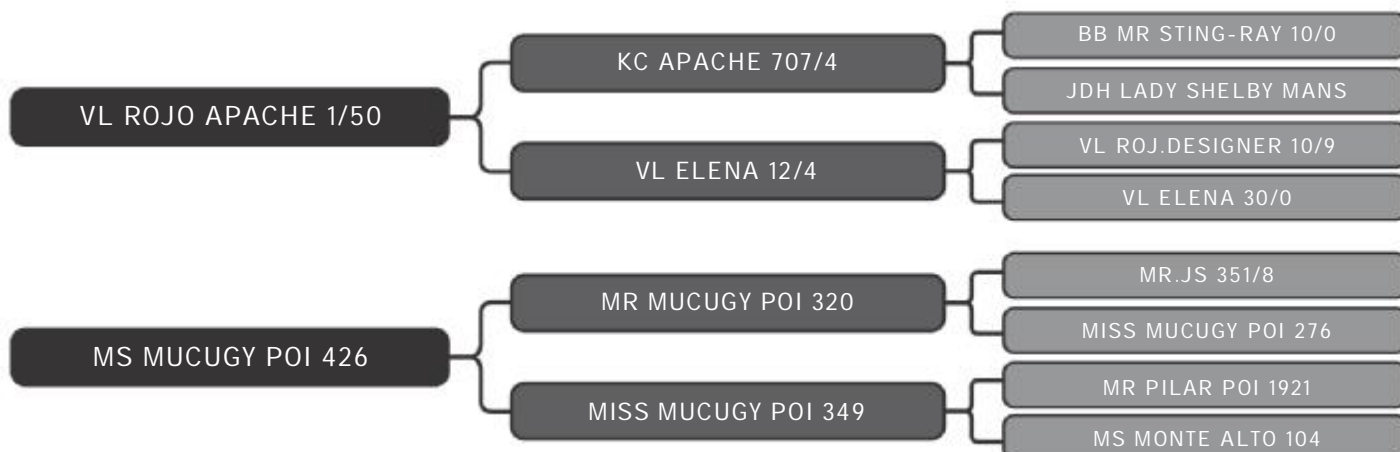 BB MR STING-RAY 10/0
KC APACHE 707/4
JDH LADY SHELBY MANS
VL ROJO APACHE 1/50
VL ROJ.DESIGNER 10/9
VL ELENA 12/4
VL ELENA 30/0
MR.JS 351/8
MR MUCUGY POI 320
MISS MUCUGY POI 276
MS MUCUGY POI 426
MR PILAR POI 1921
MISS MUCUGY POI 349
MS MONTE ALTO 104